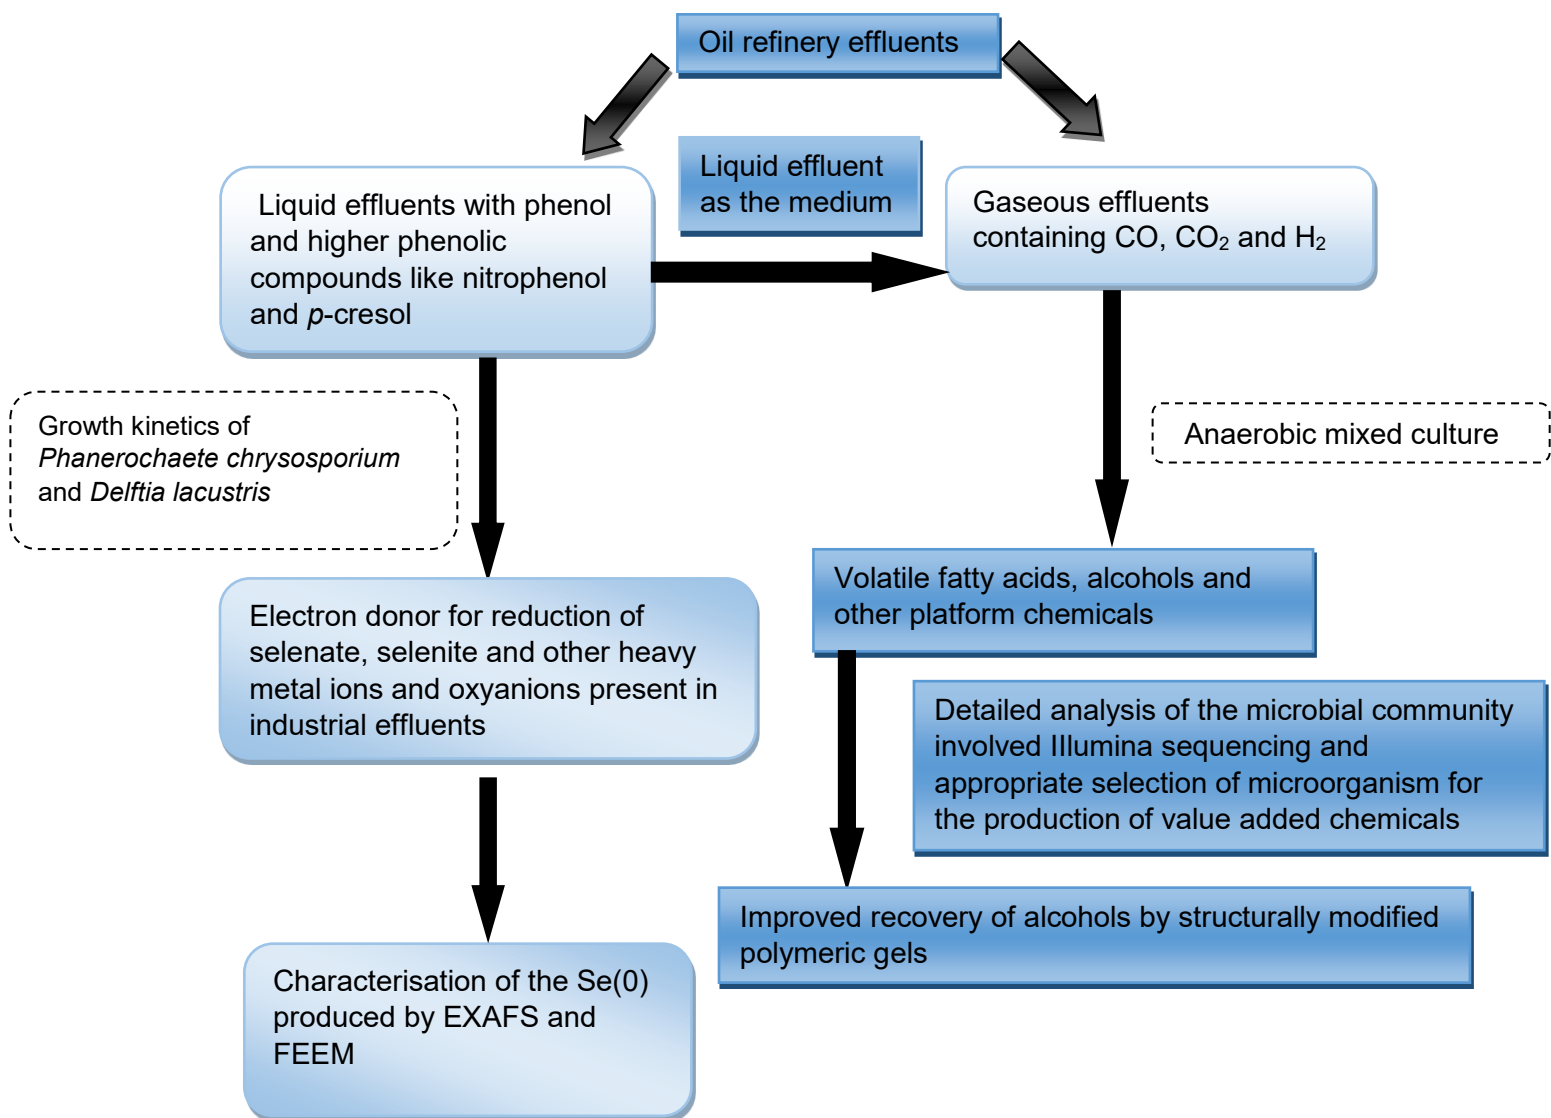 Oil refinery effluents
Liquid effluent
as the medium
Liquid effluents with phenol
and higher phenolic
compounds like nitrophenol
and p-cresol
Gaseous effluents
containing CO, CO₂ and H₂
Growth kinetics of
Phanerochaete chrysosporium
and Delftia lacustris
Anaerobic mixed culture
Electron donor for reduction of
selenate, selenite and other heavy
metal ions and oxyanions present in
industrial effluents
Volatile fatty acids, alcohols and
other platform chemicals
Detailed analysis of the microbial community
involved Illumina sequencing and
appropriate selection of microorganism for
the production of value added chemicals
Improved recovery of alcohols by structurally modified
polymeric gels
Characterisation of the Se(0)
produced by EXAFS and
FEEM